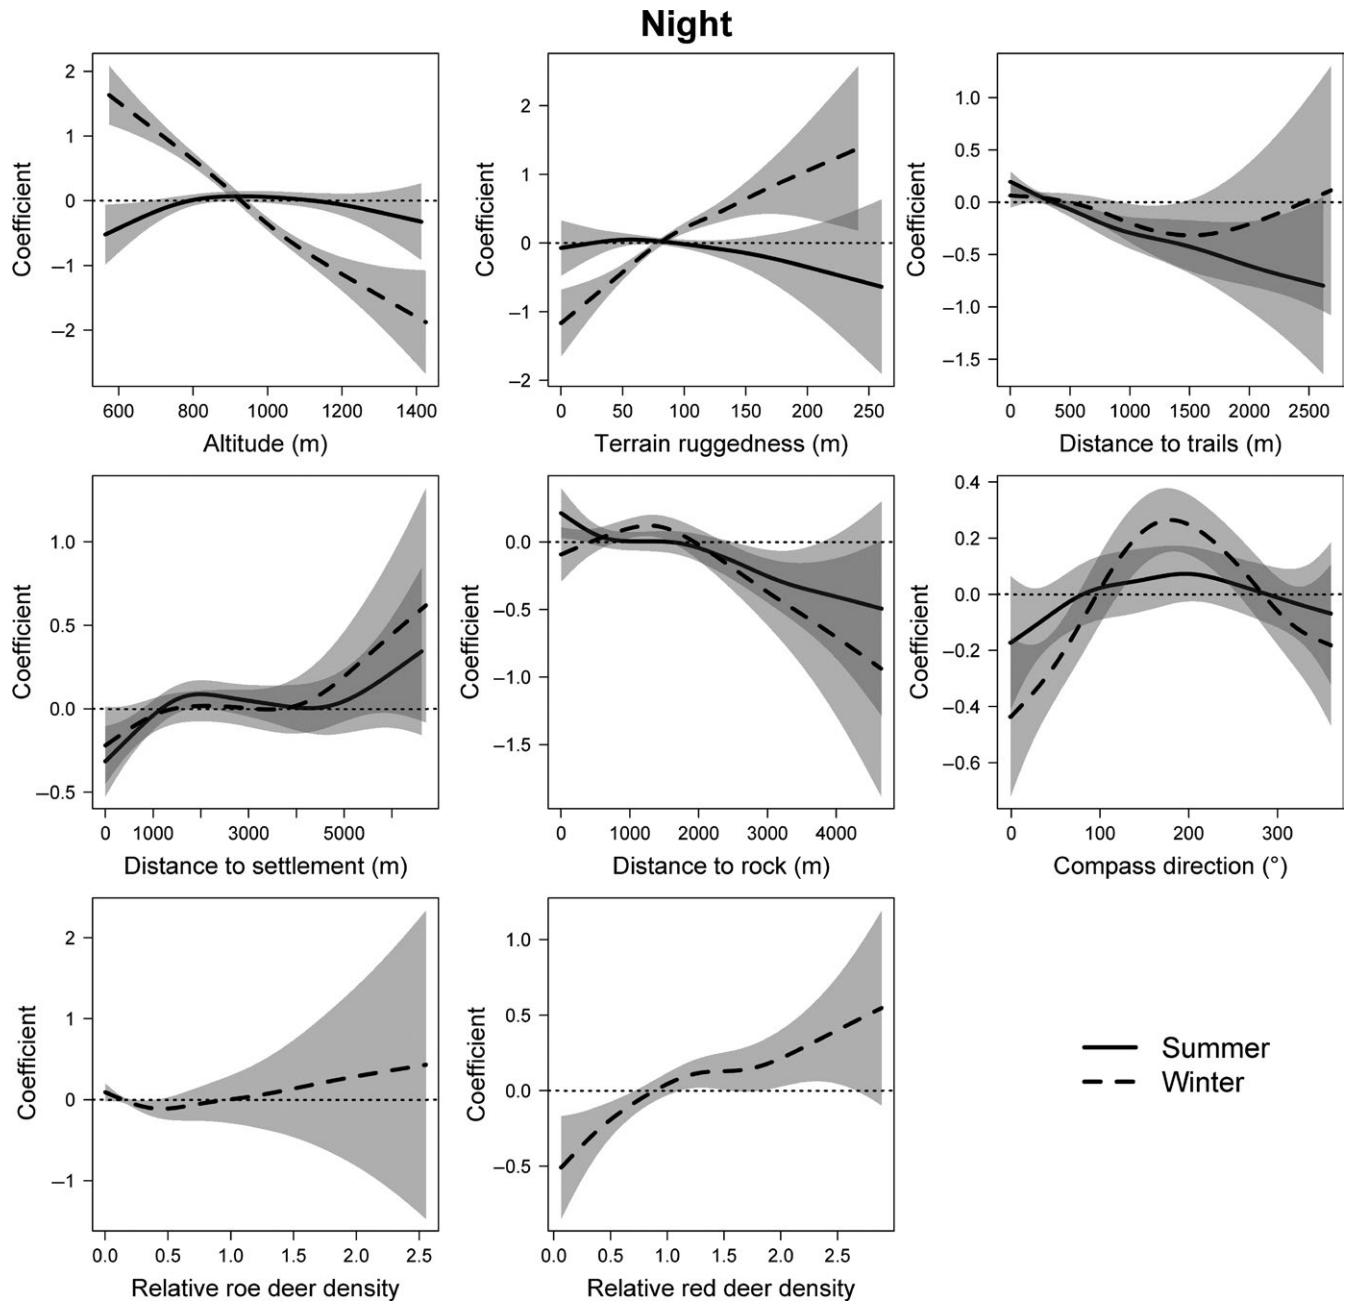 Night
Coefficient
2
1
0
–1
–2
600 800 1000 1200 1400
Altitude (m)
Coefficient
2
1
0
–1
–2
0 50 100 150 200 250
Terrain ruggedness (m)
Coefficient
1.0
0.5
0.0
–0.5
–1.0
–1.5
0 500 1000 1500 2000 2500
Distance to trails (m)
Coefficient
1.0
0.5
0.0
–0.5
0 1000 3000 5000
Distance to settlement (m)
Coefficient
0.0
–0.5
–1.0
–1.5
0 1000 2000 3000 4000
Distance to rock (m)
Coefficient
0.4
0.2
0.0
–0.2
–0.4
–0.6
0 100 200 300
Compass direction (°)
Coefficient
2
1
0
–1
0.0 0.5 1.0 1.5 2.0 2.5
Relative roe deer density
Coefficient
1.0
0.5
0.0
–0.5
0.0 0.5 1.0 1.5 2.0 2.5
Relative red deer density
Summer
Winter